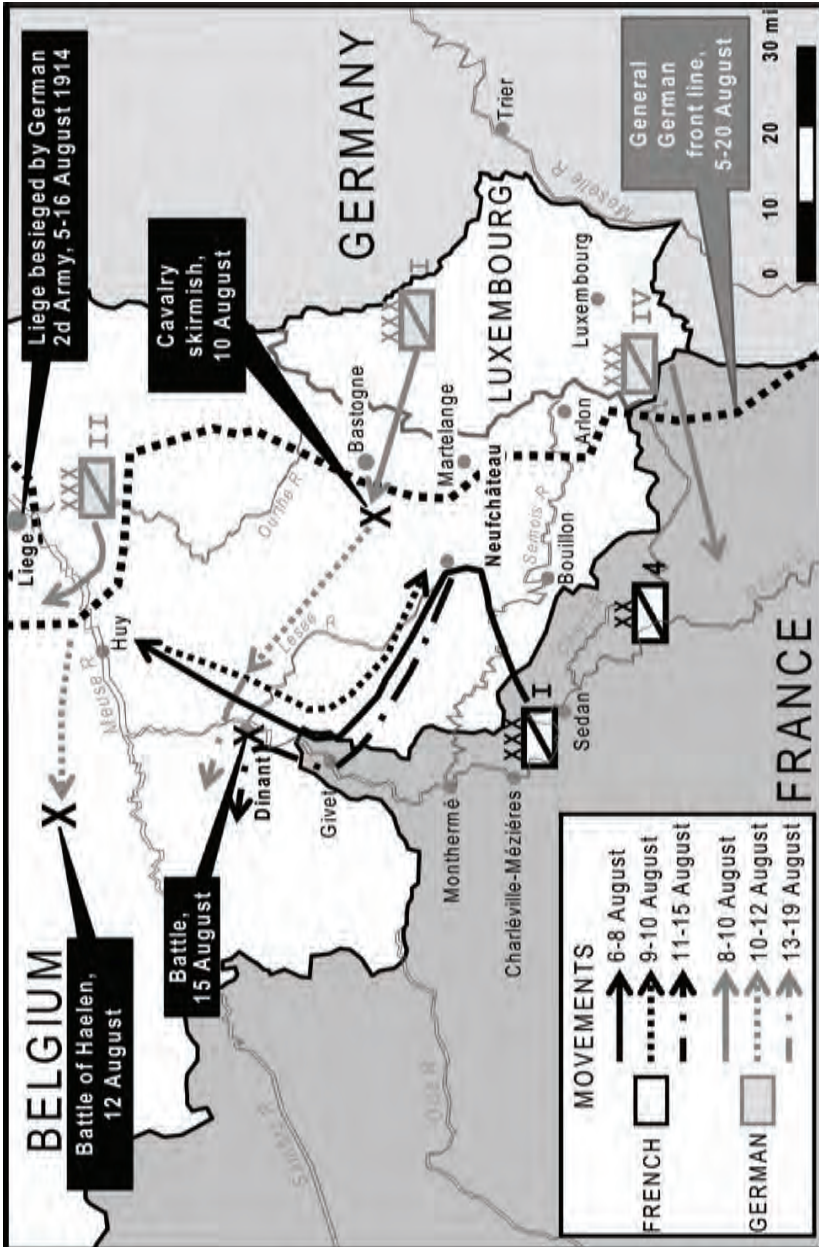 BELGIUM
Battle of Haelen,
12 August
Liege besieged by German
2d Army, 5-16 August 1914
Liege
XXX
II
Huy
Meuse R
Cavalry
skirmish,
10 August
Ourthe R
GERMANY
Battle,
15 August
Dinant
Lesse R
Bastogne
XXX
II
Givet
Martelange
Neufchâteau
LUXEMBOURG
Trier
Moselle R
Monthermé
Semois R
Bouillon
Arlon
Luxembourg
Charléville-Mézières
XXX
I
Sedan
XXX
IV
XX
4
General
German
front line,
5-20 August
FRANCE
MOVEMENTS
FRENCH
6-8 August
9-10 August
11-15 August
GERMAN
8-10 August
10-12 August
13-19 August
0 10 20 30 mi